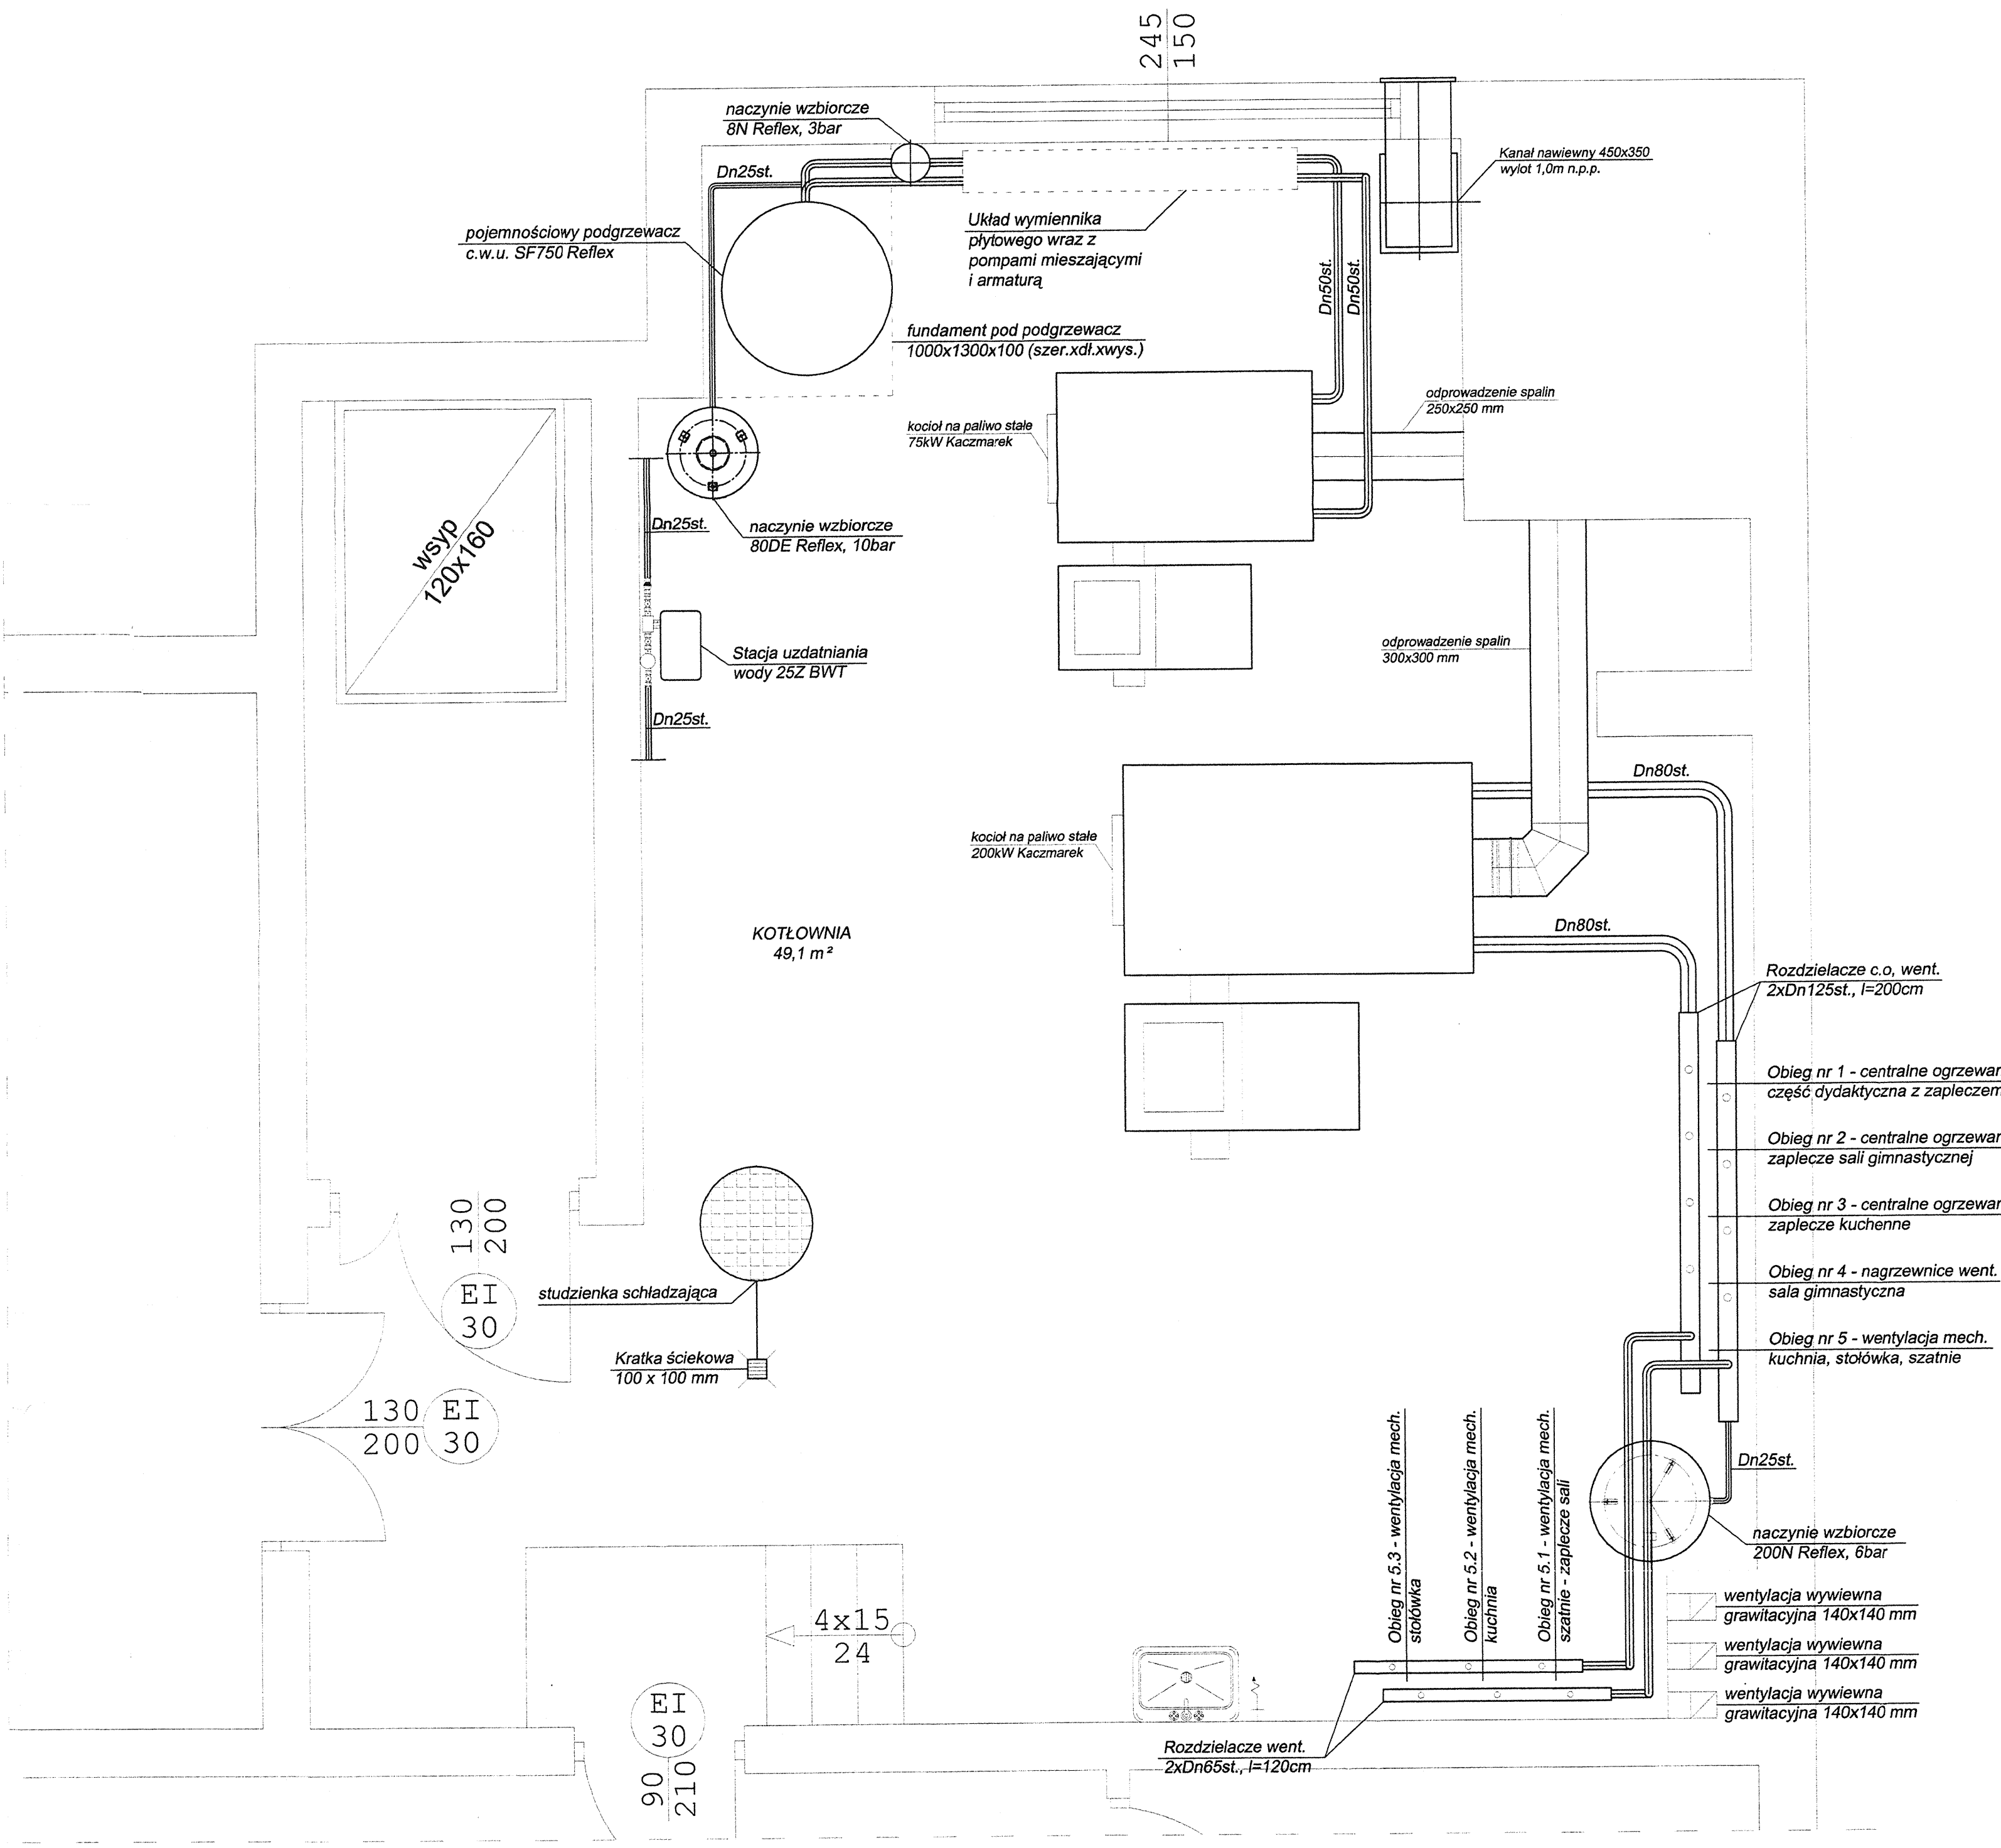 245
150
naczynie wzbiorcze
8N Reflex, 3bar
Dn25st.
Kanał nawiewny 450x350
wylot 1,0m n.p.p.
pojemnościowy podgrzewacz
c.w.u. SF750 Reflex
Układ wymiennika
płytowego wraz z
pompami mieszającymi
i armaturą
Dn50st.
Dn50st.
fundament pod podgrzewacz
1000x1300x100 (szer.xdł.xwys.)
odprowadzenie spalin
250x250 mm
kocioł na paliwo stałe
75kW Kaczmarek
wsyp
120x160
Dn25st.
naczynie wzbiorcze
80DE Reflex, 10bar
Stacja uzdatniania
wody 25Z BWT
odprowadzenie spalin
300x300 mm
Dn25st.
Dn80st.
kocioł na paliwo stałe
200kW Kaczmarek
KOTŁOWNIA
49,1 m²
Dn80st.
Rozdzielacze c.o, went.
2xDn125st., l=200cm
Obieg nr 1 - centralne ogrzewan
część dydaktyczna z zapleczem
Obieg nr 2 - centralne ogrzewan
zaplecze sali gimnastycznej
Obieg nr 3 - centralne ogrzewan
zaplecze kuchenne
Obieg nr 4 - nagrzewnice went.
sala gimnastyczna
Obieg nr 5 - wentylacja mech.
kuchnia, stołówka, szatnie
130
200
EI
30
studzienka schładzająca
Kratka ściekowa
100 x 100 mm
130
200
EI
30
Obieg nr 5.3 - wentylacja mech.
stołówka
Obieg nr 5.2 - wentylacja mech.
kuchnia
Obieg nr 5.1 - wentylacja mech.
szatnie - zaplecze sali
Dn25st.
naczynie wzbiorcze
200N Reflex, 6bar
wentylacja wywiewna
grawitacyjna 140x140 mm
wentylacja wywiewna
grawitacyjna 140x140 mm
wentylacja wywiewna
grawitacyjna 140x140 mm
4x15
24
EI
30
90
210
Rozdzielacze went.
2xDn65st., l=120cm